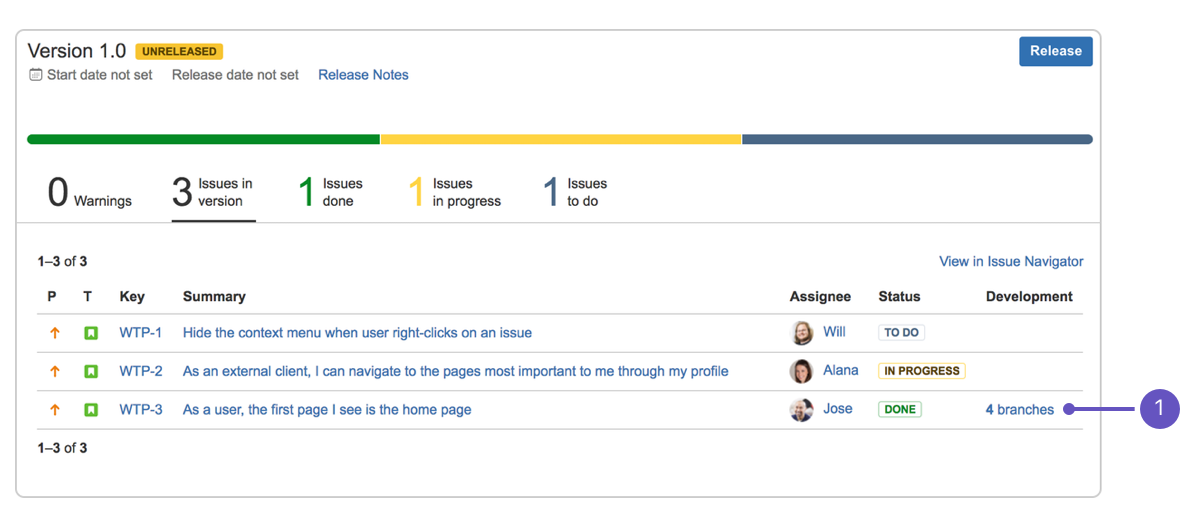 Version 1.0 UNRELEASED Release
Start date not set Release date not set Release Notes
0 Warnings 3 Issues in version 1 Issues done 1 Issues in progress 1 Issues to do
1–3 of 3 View in Issue Navigator
P T Key Summary Assignee Status Development
WTP-1 Hide the context menu when user right-clicks on an issue Will TO DO
WTP-2 As an external client, I can navigate to the pages most important to me through my profile Alana IN PROGRESS
WTP-3 As a user, the first page I see is the home page Jose DONE 4 branches 1
1–3 of 3